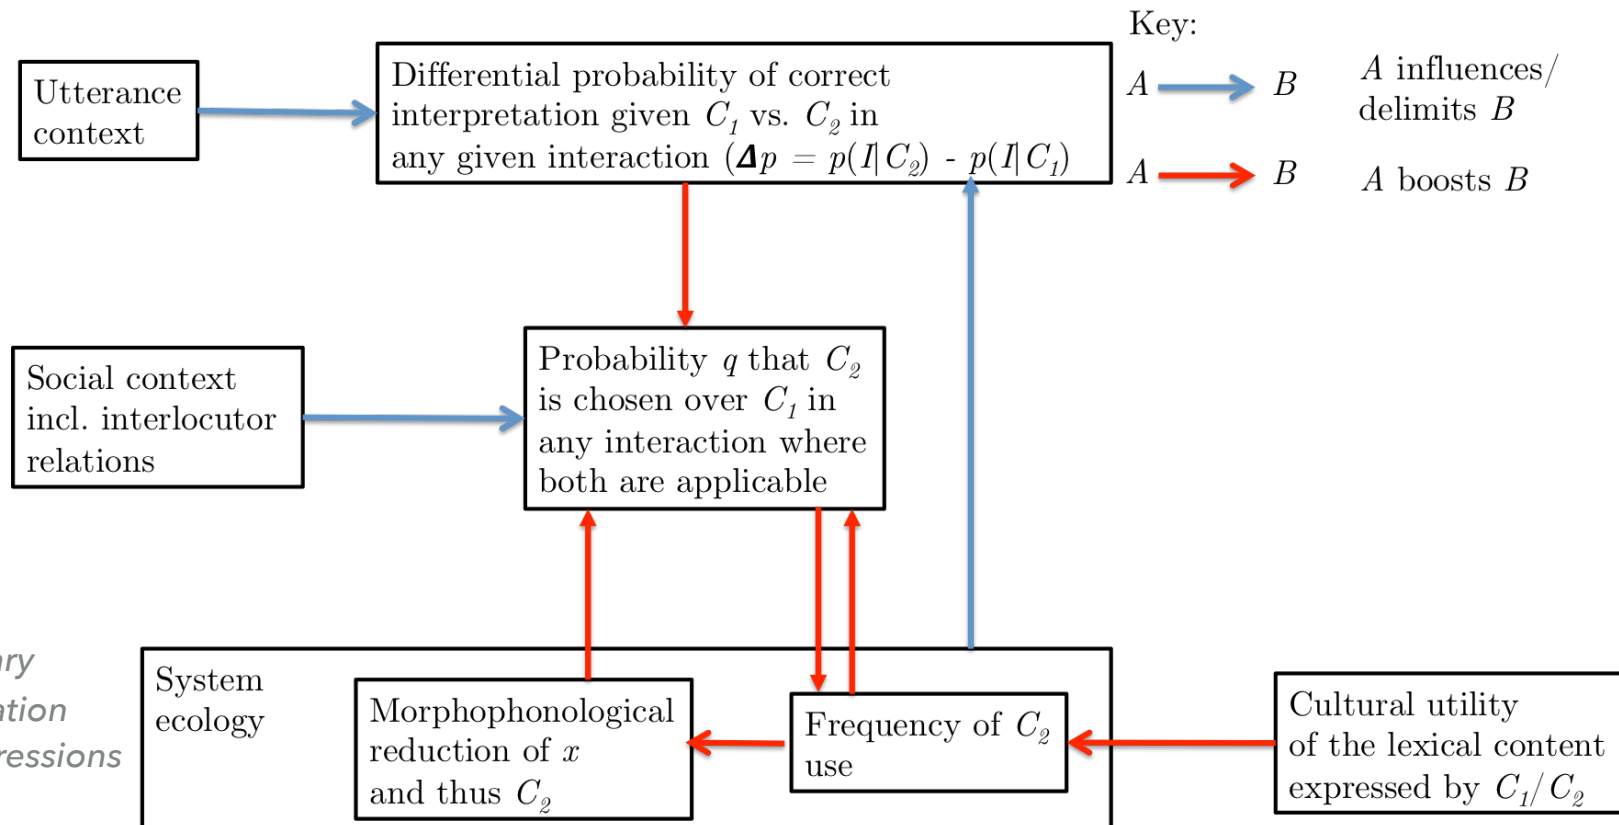 Key:
Utterance
context
Differential probability of correct
interpretation given C₁ vs. C₂ in
any given interaction (Δp = p(I|C₂) - p(I|C₁)
A B A influences/
delimits B
A B A boosts B
Social context
incl. interlocutor
relations
Probability q that C₂
is chosen over C₁ in
any interaction where
both are applicable
ary
ation
ressions
System
ecology
Morphophonological
reduction of x
and thus C₂
Frequency of C₂
use
Cultural utility
of the lexical content
expressed by C₁/C₂